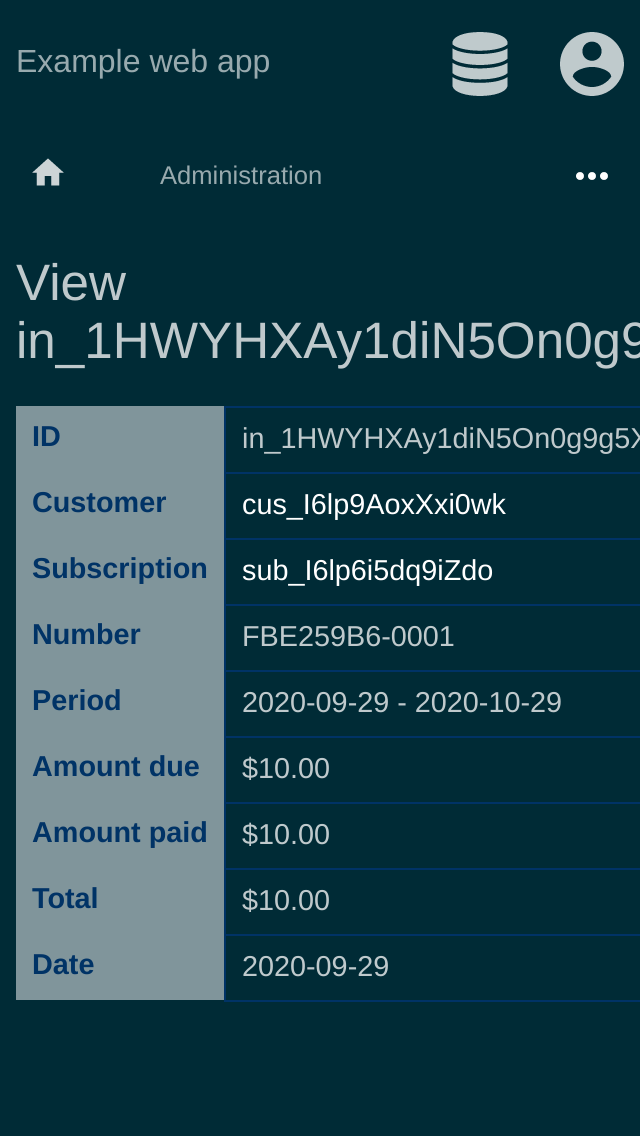 Example web app
Administration
View
in_1HWYHXAy1diN5On0g9
ID in_1HWYHXAy1diN5On0g9g5X
Customer cus_I6lp9AoxXxi0wk
Subscription sub_I6lp6i5dq9iZdo
Number FBE259B6-0001
Period 2020-09-29 - 2020-10-29
Amount due $10.00
Amount paid $10.00
Total $10.00
Date 2020-09-29